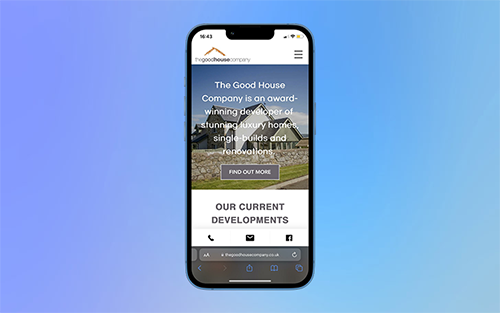 16:43
thegoodhousecompany
The Good House
Company is an award-
winning developer of
stunning luxury homes,
single-builds and
renovations.
FIND OUT MORE
OUR CURRENT
DEVELOPMENTS
AA
thegoodhousecompany.co.uk